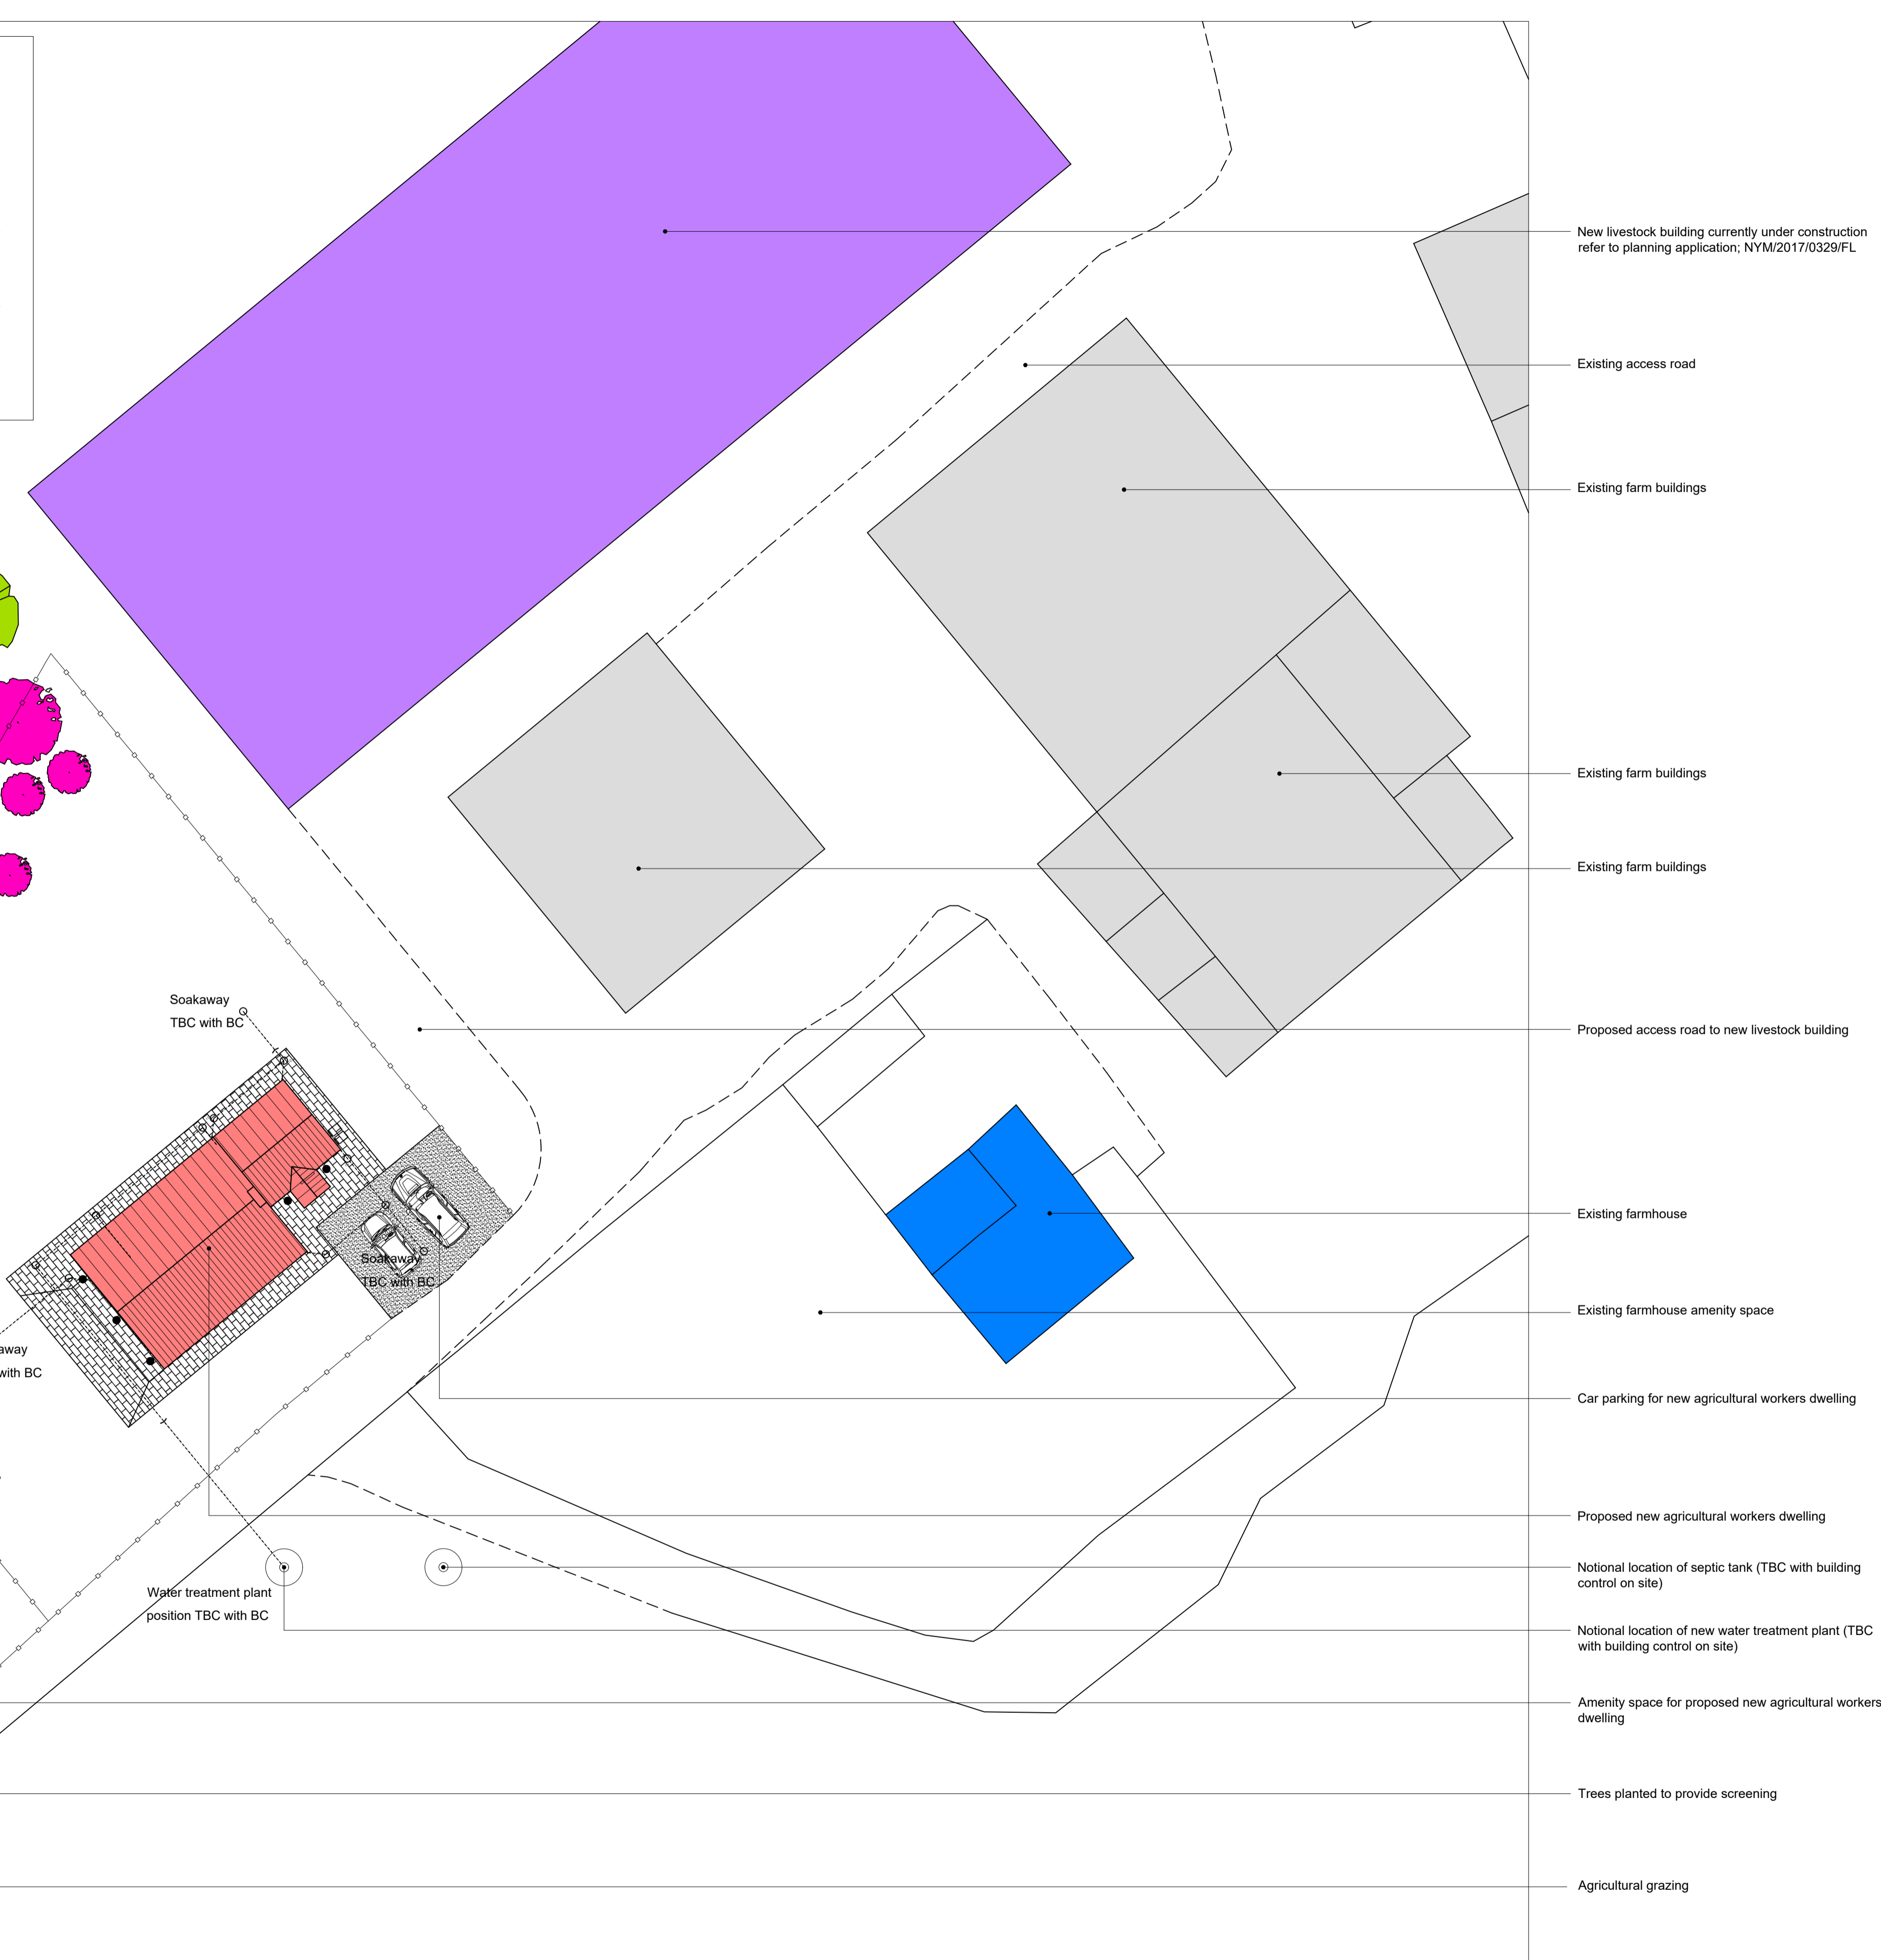 New livestock building currently under construction
refer to planning application; NYM/2017/0329/FL
Existing access road
Existing farm buildings
Existing farm buildings
Existing farm buildings
Soakaway
TBC with BC
Proposed access road to new livestock building
Existing farmhouse
Soakaway
TBC with BC
Existing farmhouse amenity space
away
with BC
Car parking for new agricultural workers dwelling
Proposed new agricultural workers dwelling
Notional location of septic tank (TBC with building
control on site)
Water treatment plant
position TBC with BC
Notional location of new water treatment plant (TBC
with building control on site)
Amenity space for proposed new agricultural workers
dwelling
Trees planted to provide screening
Agricultural grazing